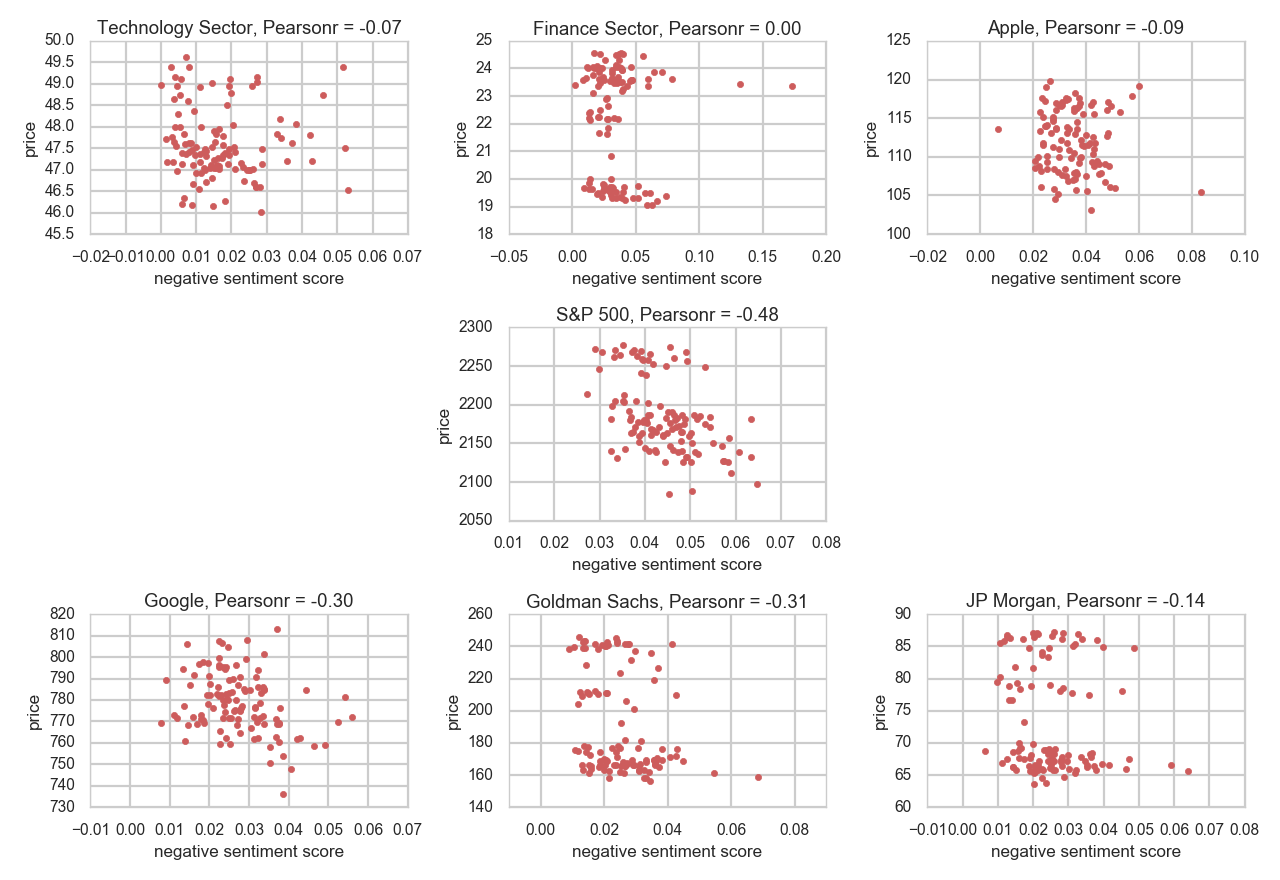 Technology Sector, Pearsonr = -0.07
50.0
49.5
49.0
48.5
48.0
47.5
47.0
46.5
46.0
45.5
price
−0.02−0.010.00 0.01 0.02 0.03 0.04 0.05 0.06 0.07
negative sentiment score
Finance Sector, Pearsonr = 0.00
25
24
23
22
21
20
19
18
price
−0.05 0.00 0.05 0.10 0.15 0.20
negative sentiment score
Apple, Pearsonr = -0.09
125
120
115
110
105
100
price
−0.02 0.00 0.02 0.04 0.06 0.08 0.10
negative sentiment score
S&P 500, Pearsonr = -0.48
2300
2250
2200
2150
2100
2050
price
0.01 0.02 0.03 0.04 0.05 0.06 0.07 0.08
negative sentiment score
Google, Pearsonr = -0.30
820
810
800
790
780
770
760
750
740
730
price
−0.01 0.00 0.01 0.02 0.03 0.04 0.05 0.06 0.07
negative sentiment score
Goldman Sachs, Pearsonr = -0.31
260
240
220
200
180
160
140
price
0.00 0.02 0.04 0.06 0.08
negative sentiment score
JP Morgan, Pearsonr = -0.14
90
85
80
75
70
65
60
price
−0.010.00 0.01 0.02 0.03 0.04 0.05 0.06 0.07 0.08
negative sentiment score